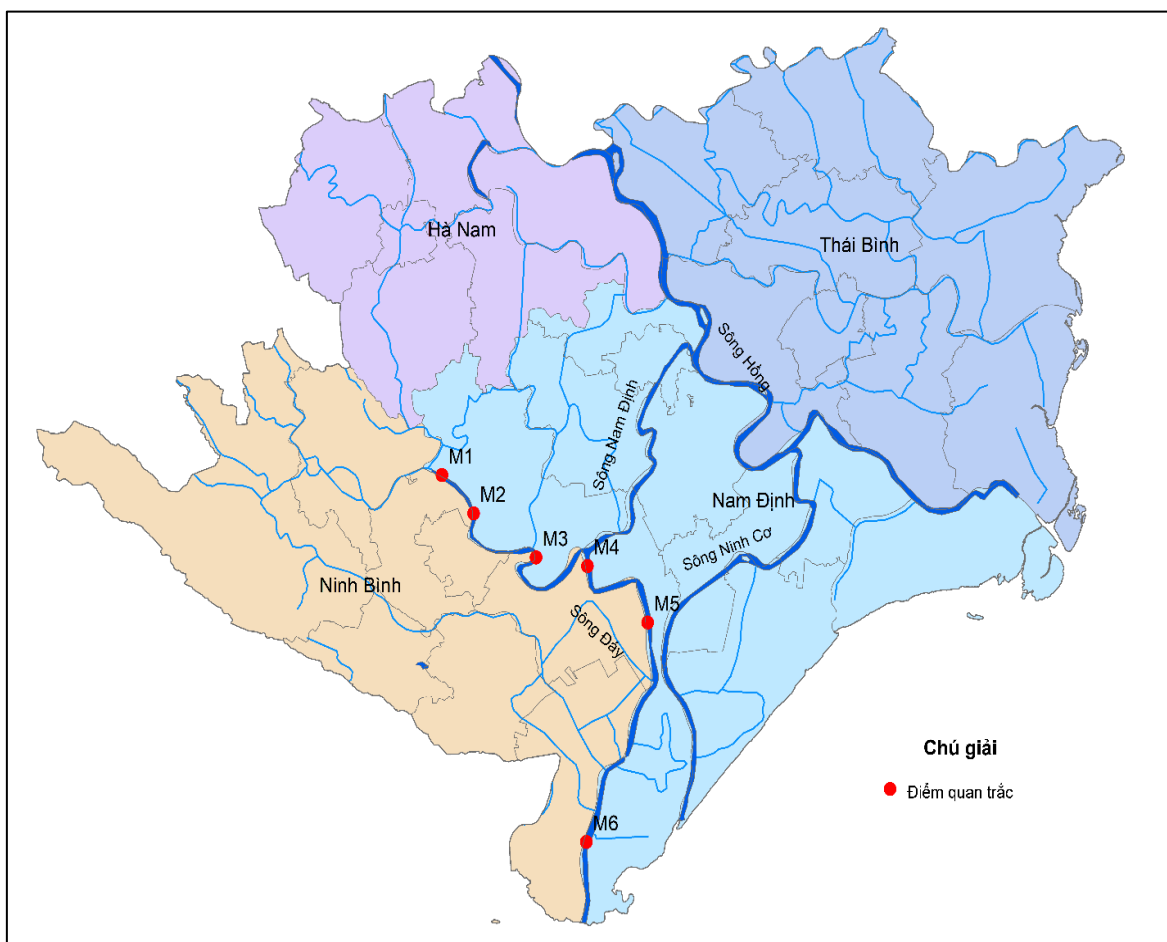 Hà Nam
Thái Bình
Sông Hồng
Sông Nam Định
M1
M2
Nam Định
M3
Sông Ninh Cơ
M4
Ninh Bình
M5
Sông Đáy
Chú giải
Điểm quan trắc
M6